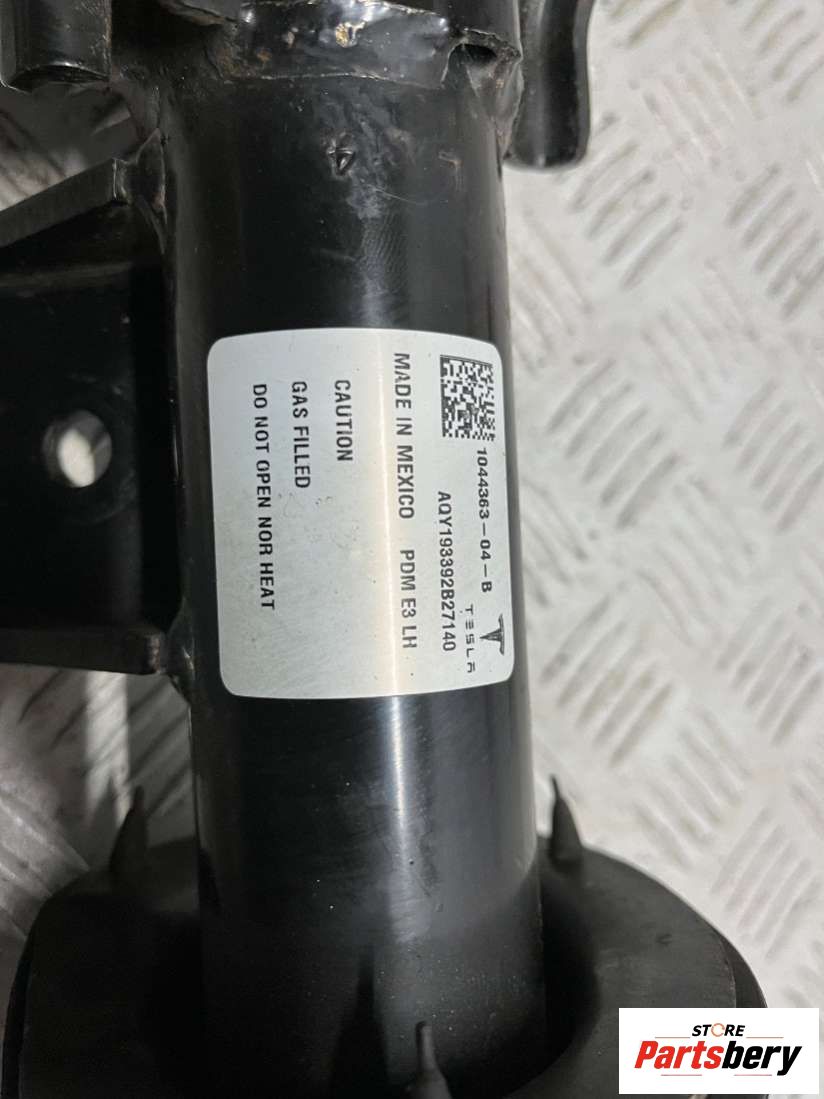 1044363-04-B
TESLA
AQY193392B27140
MADE IN MEXICO PDM E3 LH
CAUTION
GAS FILLED
DO NOT OPEN NOR HEAT
STORE
Partsbery